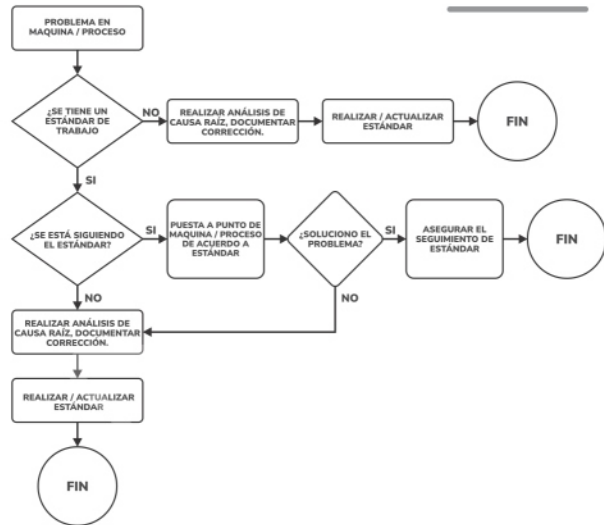 PROBLEMA EN
MAQUINA / PROCESO
¿SE TIENE UN
ESTÁNDAR DE
TRABAJO
NO
REALIZAR ANÁLISIS DE
CAUSA RAÍZ, DOCUMENTAR
CORRECCIÓN.
REALIZAR / ACTUALIZAR
ESTÁNDAR
FIN
SI
¿SE ESTÁ SIGUIENDO
EL ESTÁNDAR?
SI
PUESTA A PUNTO DE
MAQUINA / PROCESO
DE ACUERDO A
ESTÁNDAR
¿SOLUCIONO EL
PROBLEMA?
SI
ASEGURAR EL
SEGUIMIENTO DE
ESTÁNDAR
FIN
NO
NO
REALIZAR ANÁLISIS DE
CAUSA RAÍZ, DOCUMENTAR
CORRECCIÓN.
REALIZAR / ACTUALIZAR
ESTÁNDAR
FIN